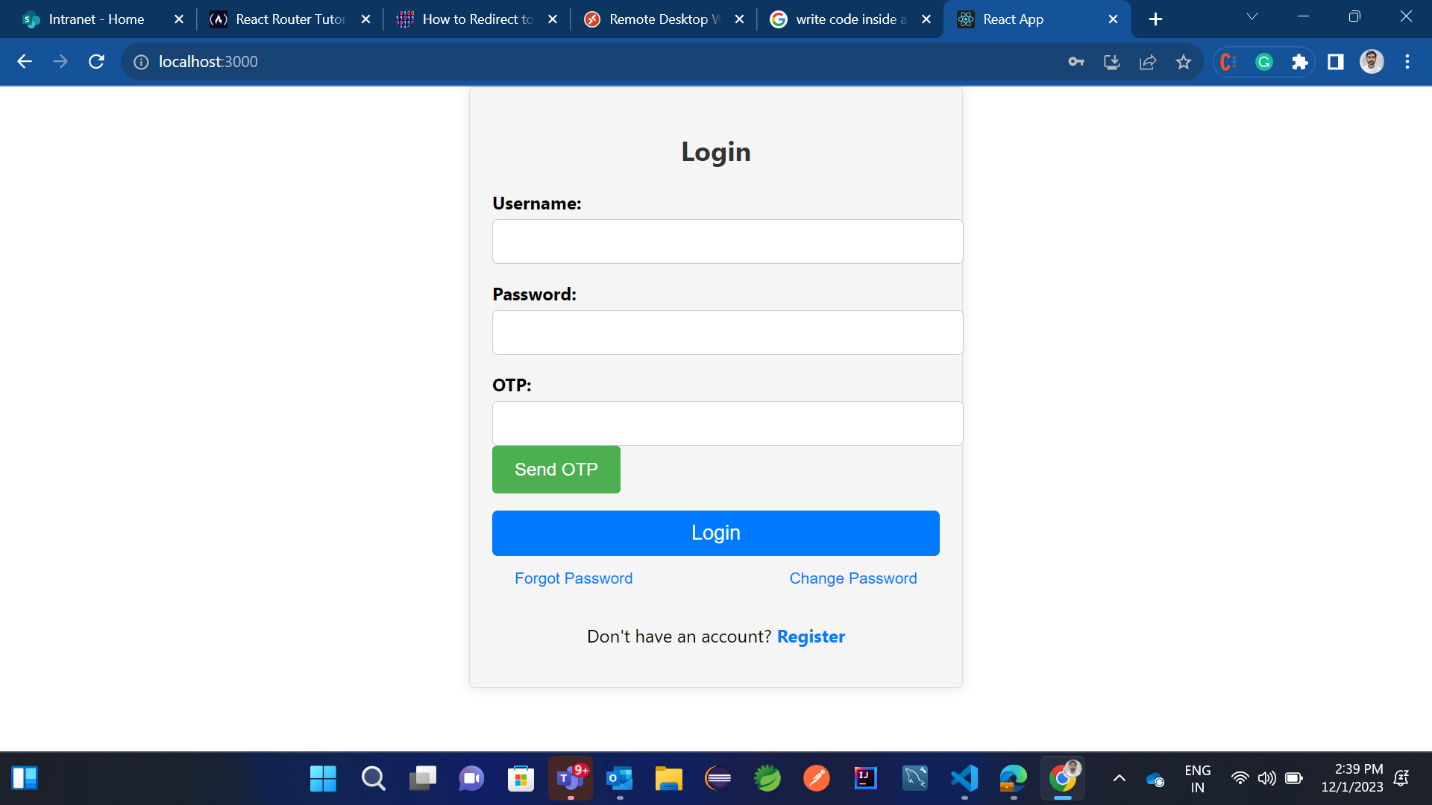 Intranet - Home
React Router Tutor
How to Redirect to
Remote Desktop W
write code inside a
React App
localhost:3000
Login
Username:
Password:
OTP:
Send OTP
Login
Forgot Password Change Password
Don't have an account? Register
9+
ENG
IN
2:39 PM
12/1/2023